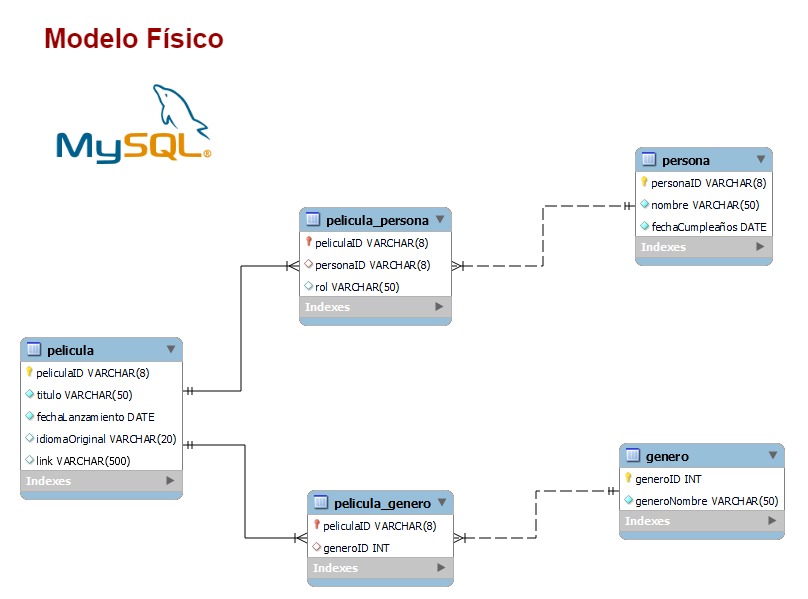 Modelo Físico
MySQL®
persona
personaID VARCHAR(8)
nombre VARCHAR(50)
fechaCumpleaños DATE
Indexes
pelicula_persona
peliculaID VARCHAR(8)
personaID VARCHAR(8)
rol VARCHAR(50)
Indexes
pelicula
peliculaID VARCHAR(8)
titulo VARCHAR(50)
fechaLanzamiento DATE
idiomaOriginal VARCHAR(20)
link VARCHAR(500)
Indexes
genero
generoID INT
generoNombre VARCHAR(50)
Indexes
pelicula_genero
peliculaID VARCHAR(8)
generoID INT
Indexes